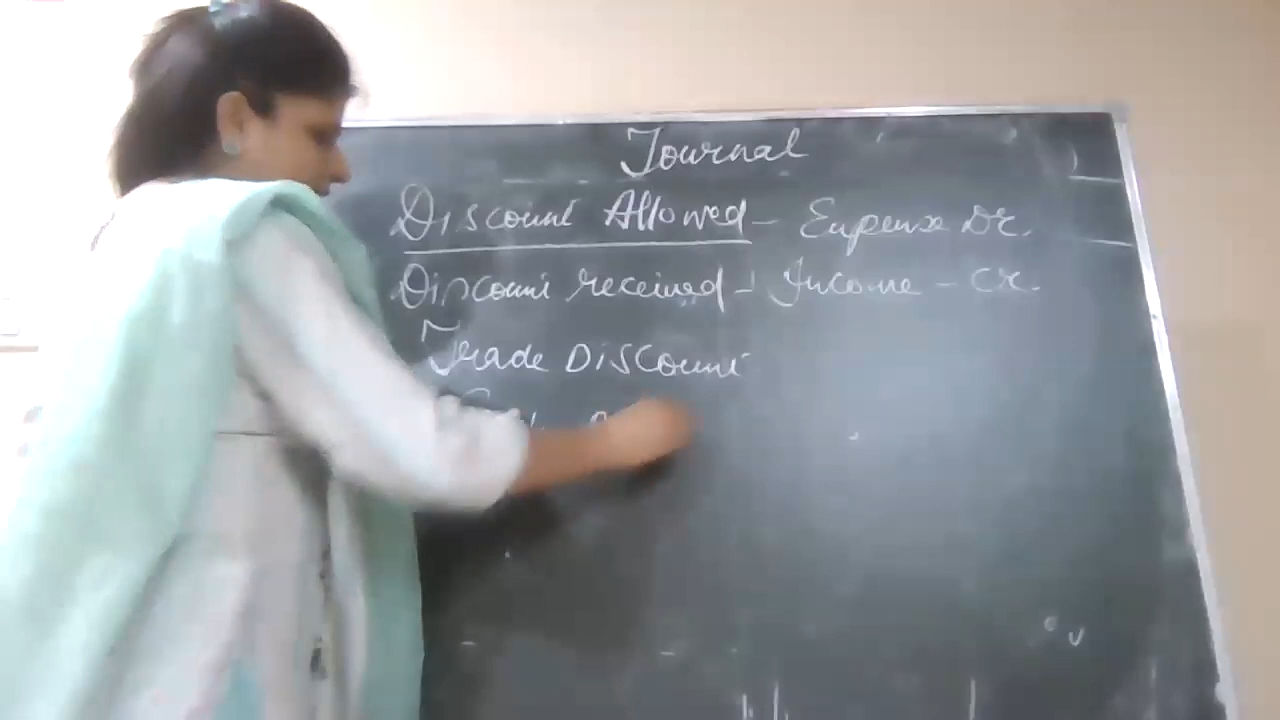 Journal
Discount Allowed - Expense Dr.
Discount received - Income - Cr.
Trade Discount